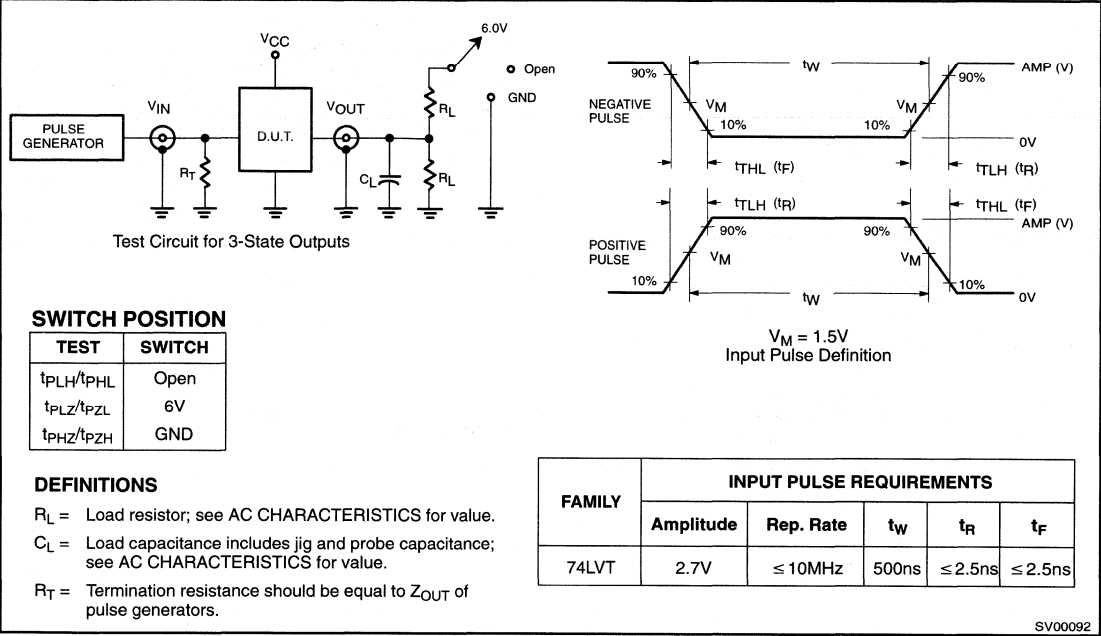 6.0V
Open
GND
VCC
VIN
VOUT
PULSE
GENERATOR
D.U.T.
RT
CL
RL
RL
Test Circuit for 3-State Outputs
tW
AMP (V)
90%
90%
NEGATIVE
PULSE
VM
VM
10%
10%
0V
tTHL (tF)
tTLH (tR)
tTLH (tR)
tTHL (tF)
AMP (V)
90%
90%
POSITIVE
PULSE
VM
VM
10%
10%
tW
0V
VM = 1.5V
Input Pulse Definition
SWITCH POSITION
TEST SWITCH
tPLH/tPHL Open
tPLZ/tPZL 6V
tPHZ/tPZH GND
DEFINITIONS
RL = Load resistor; see AC CHARACTERISTICS for value.
CL = Load capacitance includes jig and probe capacitance;
see AC CHARACTERISTICS for value.
RT = Termination resistance should be equal to ZOUT of
pulse generators.
FAMILY
INPUT PULSE REQUIREMENTS
Amplitude Rep. Rate tW tR tF
74LVT 2.7V ≤10MHz 500ns ≤2.5ns ≤2.5ns
SV00092